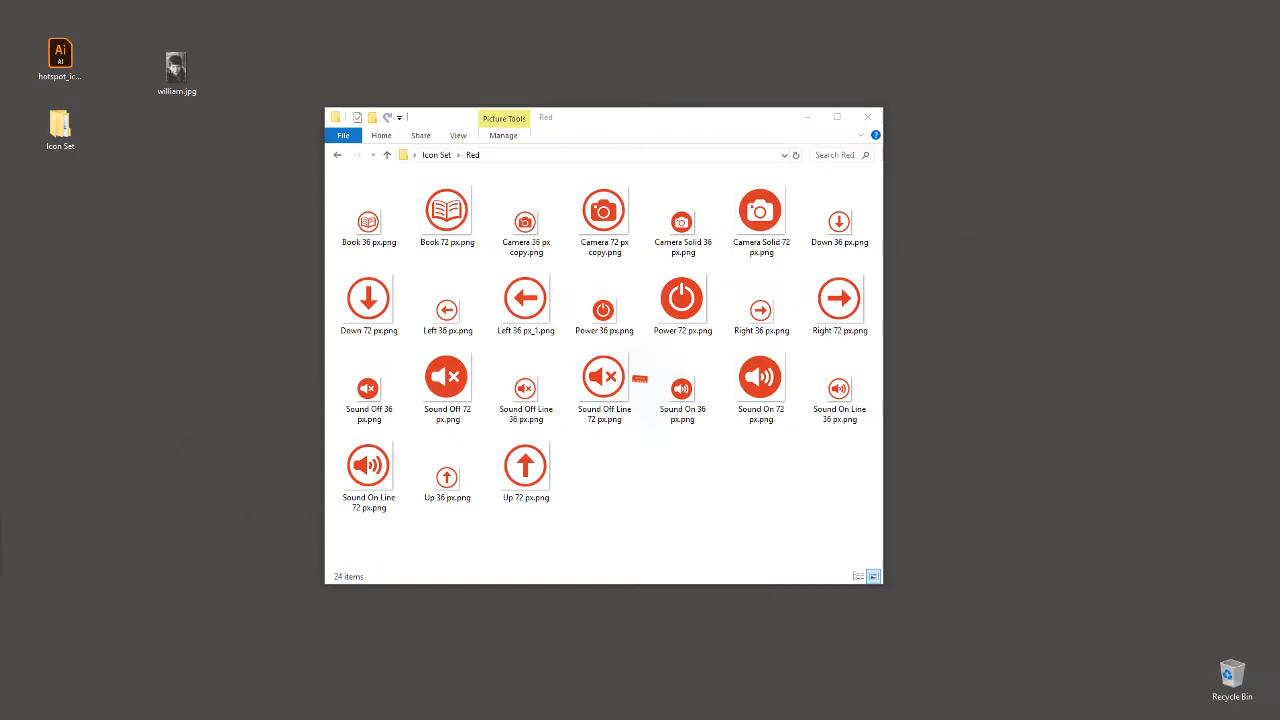 Ai
AI
hotspot_ic...
william.jpg
Icon Set
Picture Tools
Red
File
Home
Share
View
Manage
Icon Set
Red
Search Red
Book 36 px.png
Book 72 px.png
Camera 36 px
copy.png
Camera 72 px
copy.png
Camera Solid 36
px.png
Camera Solid 72
px.png
Down 36 px.png
Down 72 px.png
Left 36 px.png
Left 36 px_1.png
Power 36 px.png
Power 72 px.png
Right 36 px.png
Right 72 px.png
Sound Off 36
px.png
Sound Off 72
px.png
Sound Off Line
36 px.png
Sound Off Line
72 px.png
Sound On 36
px.png
Sound On 72
px.png
Sound On Line
36 px.png
Sound On Line
72 px.png
Up 36 px.png
Up 72 px.png
24 items
Recycle Bin